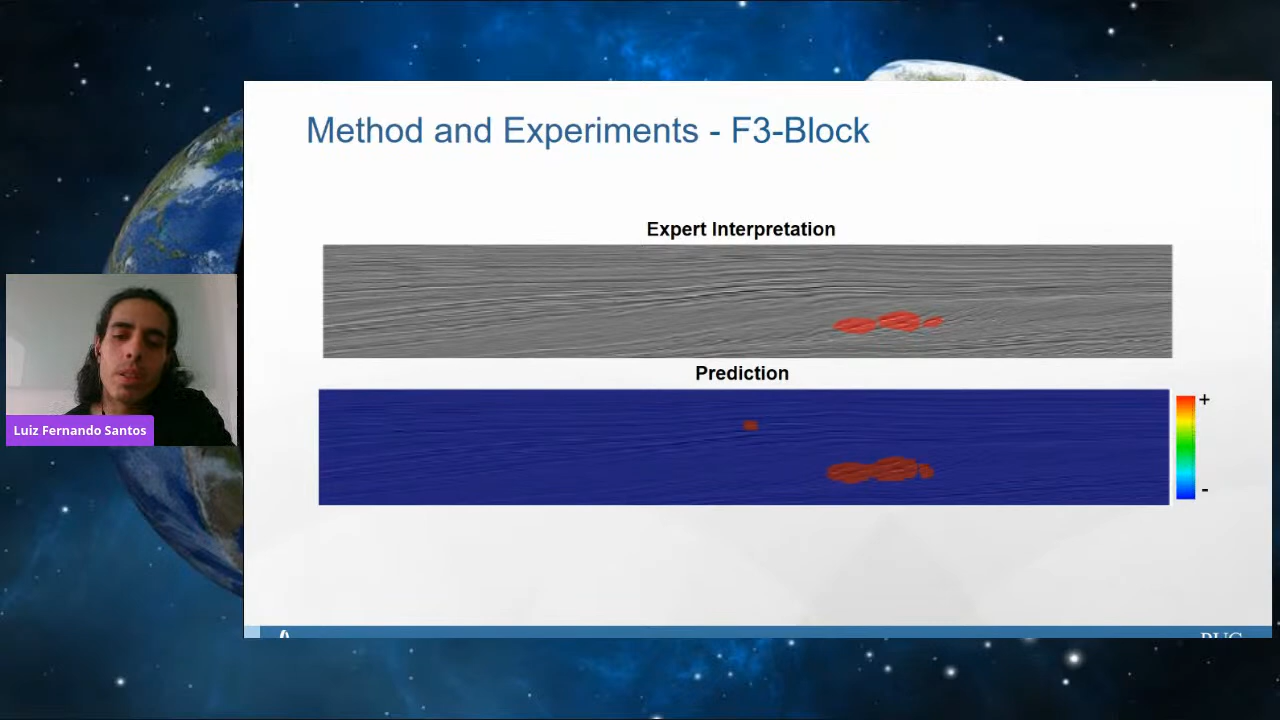 Method and Experiments - F3-Block
Expert Interpretation
Prediction
+
-
Luiz Fernando Santos